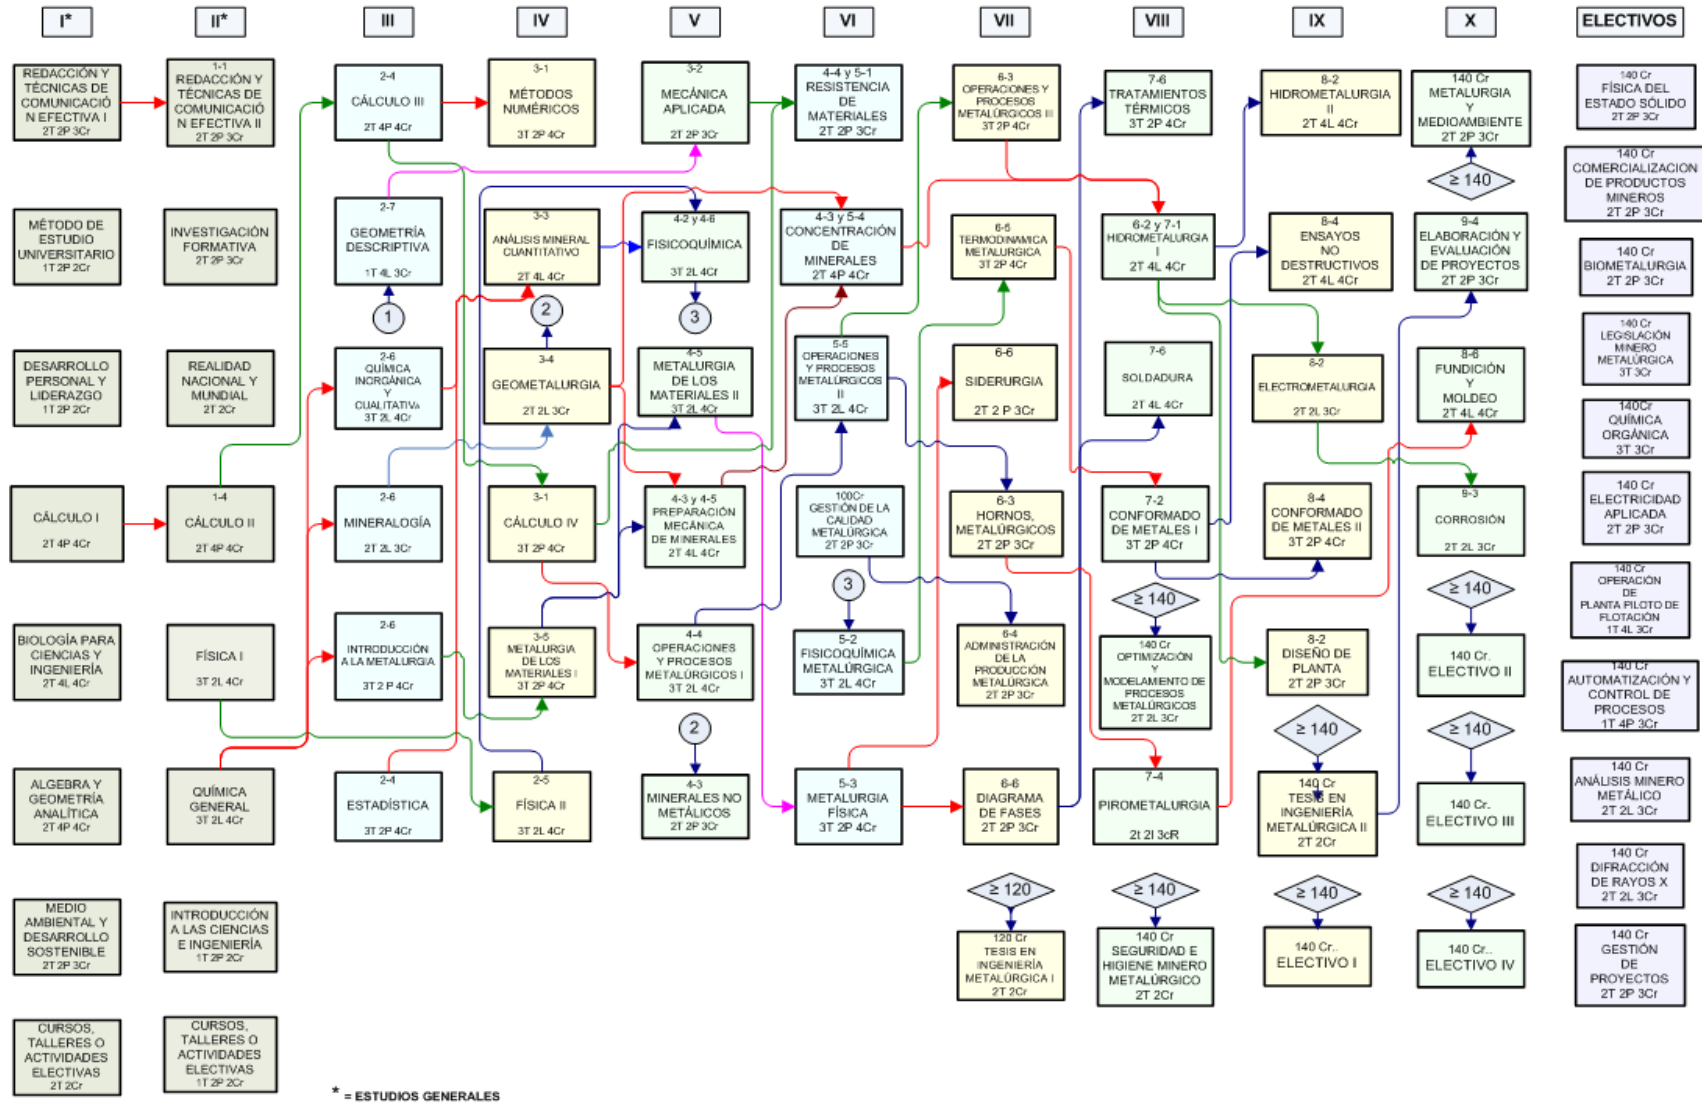 I*
II*
III
IV
V
VI
VII
VIII
IX
X
ELECTIVOS
REDACCIÓN Y
TÉCNICAS DE
COMUNICACIÓ
N EFECTIVA I
2T 2P 3Cr
MÉTODO DE
ESTUDIO
UNIVERSITARIO
1T 2P 2Cr
DESARROLLO
PERSONAL Y
LIDERAZGO
1T 2P 2Cr
CÁLCULO I
2T 4P 4Cr
BIOLOGÍA PARA
CIENCIAS Y
INGENIERÍA
2T 4L 4Cr
ALGEBRA Y
GEOMETRÍA
ANALÍTICA
2T 4P 4Cr
MEDIO
AMBIENTAL Y
DESARROLLO
SOSTENIBLE
2T 2P 3Cr
CURSOS,
TALLERES O
ACTIVIDADES
ELECTIVAS
2T 2Cr
1-1
REDACCIÓN Y
TÉCNICAS DE
COMUNICACIÓ
N EFECTIVA II
2T 2P 3Cr
INVESTIGACIÓN
FORMATIVA
2T 2P 3Cr
REALIDAD
NACIONAL Y
MUNDIAL
2T 2Cr
1-4
CÁLCULO II
2T 4P 4Cr
FÍSICA I
3T 2L 4Cr
QUÍMICA
GENERAL
3T 2L 4Cr
INTRODUCCIÓN
A LAS CIENCIAS
E INGENIERÍA
1T 2P 2Cr
CURSOS,
TALLERES O
ACTIVIDADES
ELECTIVAS
1T 2P 2Cr
2-4
CÁLCULO III
2T 4P 4Cr
2-7
GEOMETRÍA
DESCRIPTIVA
1T 4L 3Cr
1
2-6
QUÍMICA
INORGÁNICA
Y
CUALITATIVA
3T 2L 4Cr
2-6
MINERALOGÍA
2T 2L 3Cr
2-6
INTRODUCCIÓN
A LA METALURGIA
3T 2 P 4Cr
2-4
ESTADÍSTICA
3T 2P 4Cr
3-1
MÉTODOS
NUMÉRICOS
3T 2P 4Cr
3-3
ANÁLISIS MINERAL
CUANTITATIVO
2T 4L 4Cr
2
3-4
GEOMETALURGIA
2T 2L 3Cr
3-1
CÁLCULO IV
3T 2P 4Cr
3-5
METALURGIA
DE LOS
MATERIALES I
3T 2P 4Cr
2-5
FÍSICA II
3T 2L 4Cr
3-2
MECÁNICA
APLICADA
2T 2P 3Cr
4-2 y 4-6
FISICOQUÍMICA
3T 2L 4Cr
3
4-5
METALURGIA
DE LOS
MATERIALES II
3T 2L 4Cr
4-3 y 4-5
PREPARACIÓN
MECÁNICA
DE MINERALES
2T 4L 4Cr
4-4
OPERACIONES
Y PROCESOS
METALÚRGICOS I
3T 2L 4Cr
2
4-3
MINERALES NO
METÁLICOS
2T 2P 3Cr
4-4 y 5-1
RESISTENCIA
DE
MATERIALES
2T 2P 3Cr
4-3 y 5-4
CONCENTRACIÓN
DE
MINERALES
2T 4P 4Cr
5-5
OPERACIONES
Y PROCESOS
METALÚRGICOS
II
3T 2L 4Cr
100Cr
GESTIÓN DE LA
CALIDAD
METALÚRGICA
2T 2P 3Cr
3
5-2
FISICOQUÍMICA
METALÚRGICA
3T 2L 4Cr
5-3
METALURGIA
FÍSICA
3T 2P 4Cr
6-3
OPERACIONES Y
PROCESOS
METALÚRGICOS III
3T 2P 4Cr
6-5
TERMODINAMICA
METALURGICA
3T 2P 4Cr
6-6
SIDERURGIA
2T 2 P 3Cr
6-3
HORNOS,
METALÚRGICOS
2T 2P 3Cr
6-4
ADMINISTRACIÓN
DE LA
PRODUCCIÓN
METALÚRGICA
2T 2P 3Cr
6-6
DIAGRAMA
DE FASES
2T 2P 3Cr
≥ 120
120 Cr
TESIS EN
INGENIERÍA
METALÚRGICA I
2T 2Cr
7-6
TRATAMIENTOS
TÉRMICOS
3T 2P 4Cr
6-2 y 7-1
HIDROMETALURGIA
I
2T 4L 4Cr
7-6
SOLDADURA
2T 4L 4Cr
7-2
CONFORMADO
DE METALES I
3T 2P 4Cr
≥ 140
140 Cr
OPTIMIZACIÓN
Y
MODELAMIENTO DE
PROCESOS
METALÚRGICOS
2T 2L 3Cr
7-4
PIROMETALURGIA
2t 2l 3cR
≥ 140
140 Cr
SEGURIDAD E
HIGIENE MINERO
METALÚRGICO
2T 2Cr
8-2
HIDROMETALURGIA
II
2T 4L 4Cr
8-4
ENSAYOS
NO
DESTRUCTIVOS
2T 4L 4Cr
8-2
ELECTROMETALURGIA
2T 2L 3Cr
8-4
CONFORMADO
DE METALES II
3T 2P 4Cr
8-2
DISEÑO DE
PLANTA
2T 2P 3Cr
≥ 140
140 Cr
TESIS EN
INGENIERÍA
METALÚRGICA II
2T 2Cr
≥ 140
140 Cr..
ELECTIVO I
140 Cr
METALURGIA
Y
MEDIOAMBIENTE
2T 2P 3Cr
≥ 140
9-4
ELABORACIÓN Y
EVALUACIÓN
DE PROYECTOS
2T 2P 3Cr
8-6
FUNDICIÓN
Y
MOLDEO
2T 4L 4Cr
9-3
CORROSIÓN
2T 2L 3Cr
≥ 140
140 Cr.
ELECTIVO II
≥ 140
140 Cr.
ELECTIVO III
≥ 140
140 Cr..
ELECTIVO IV
140 Cr
FÍSICA DEL
ESTADO SÓLIDO
2T 2P 3Cr
140 Cr
COMERCIALIZACION
DE PRODUCTOS
MINEROS
2T 2P 3Cr
140 Cr
BIOMETALURGIA
2T 2P 3Cr
140 Cr
LEGISLACIÓN
MINERO
METALÚRGICA
3T 3Cr
140Cr
QUÍMICA
ORGÁNICA
3T 3Cr
140 Cr
ELECTRICIDAD
APLICADA
2T 2P 3Cr
140 Cr
OPERACIÓN
DE
PLANTA PILOTO DE
FLOTACIÓN
1T 4L 3Cr
140 Cr
AUTOMATIZACIÓN Y
CONTROL DE
PROCESOS
1T 4P 3Cr
140 Cr
ANÁLISIS MINERO
METÁLICO
2T 2L 3Cr
140 Cr
DIFRACCIÓN
DE RAYOS X
2T 2L 3Cr
140 Cr
GESTIÓN
DE
PROYECTOS
2T 2P 3Cr
* = ESTUDIOS GENERALES